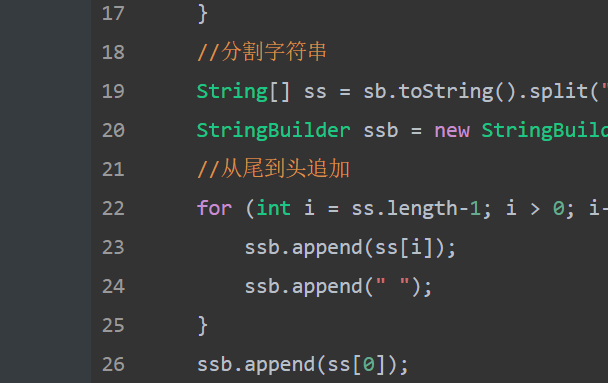 17 }
18 //分割字符串
19 String[] ss = sb.toString().split("
20 StringBuilder ssb = new StringBuild
21 //从尾到头追加
22 for (int i = ss.length-1; i > 0; i-
23 ssb.append(ss[i]);
24 ssb.append(" ");
25 }
26 ssb.append(ss[0]);